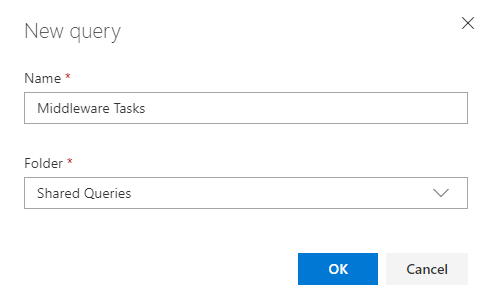 New query
Name *
Middleware Tasks
Folder *
Shared Queries
OK
Cancel